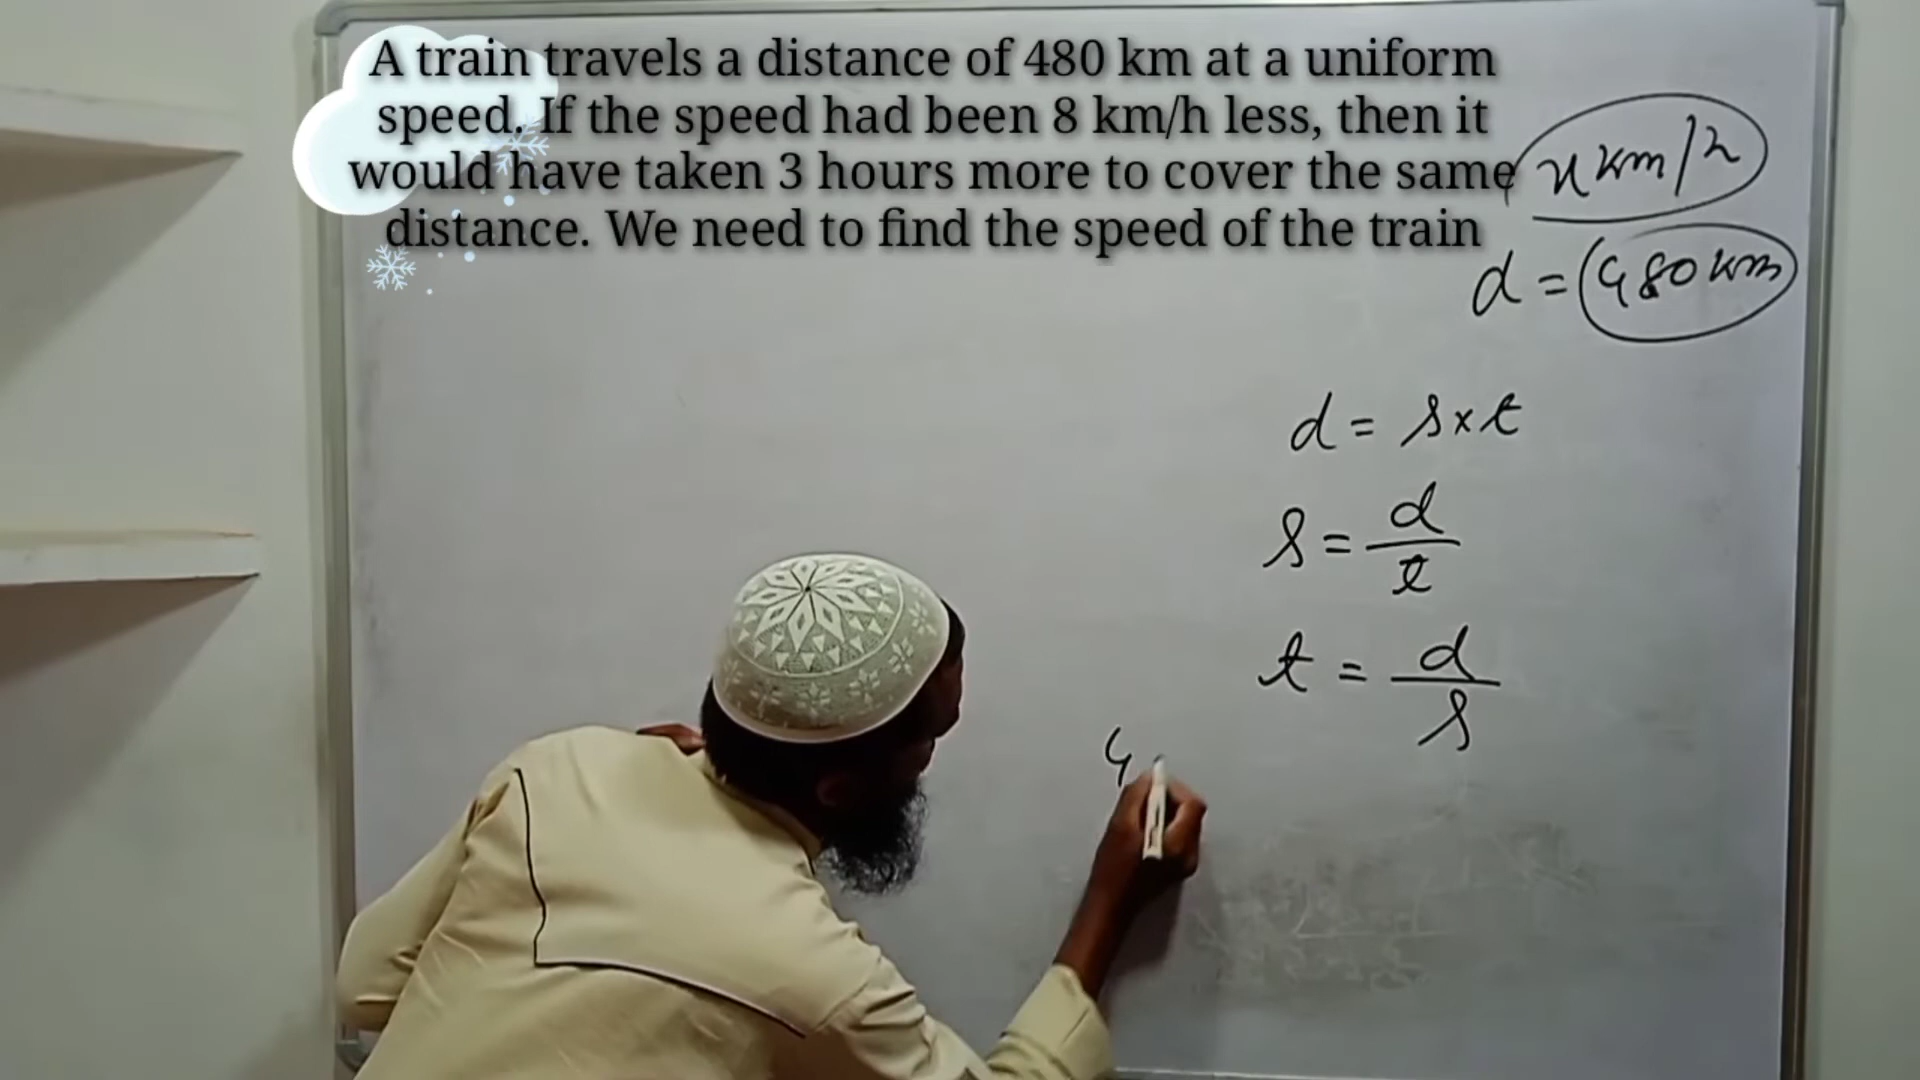 A train travels a distance of 480 km at a uniform
speed. If the speed had been 8 km/h less, then it
would have taken 3 hours more to cover the same
distance. We need to find the speed of the train
x km/h
d = 480 km
d = s x t
s = d/t
t = d/s
4